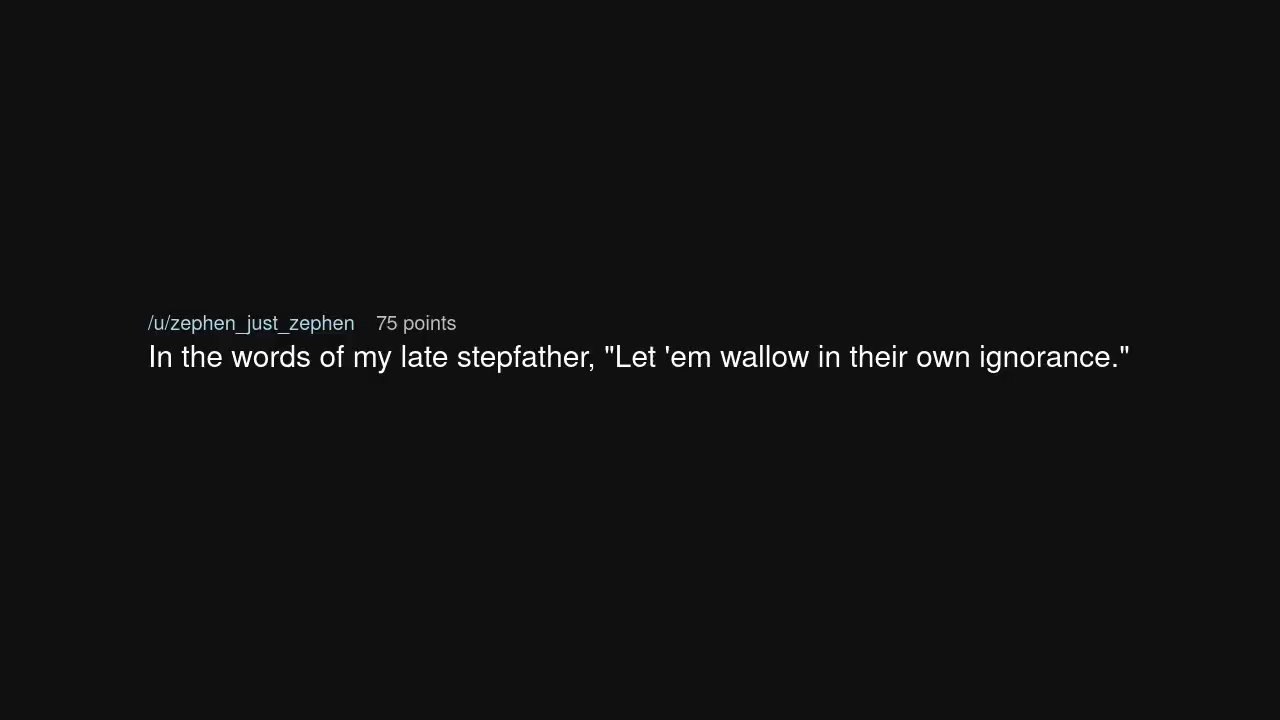 /u/zephen_just_zephen 75 points
In the words of my late stepfather, "Let 'em wallow in their own ignorance."